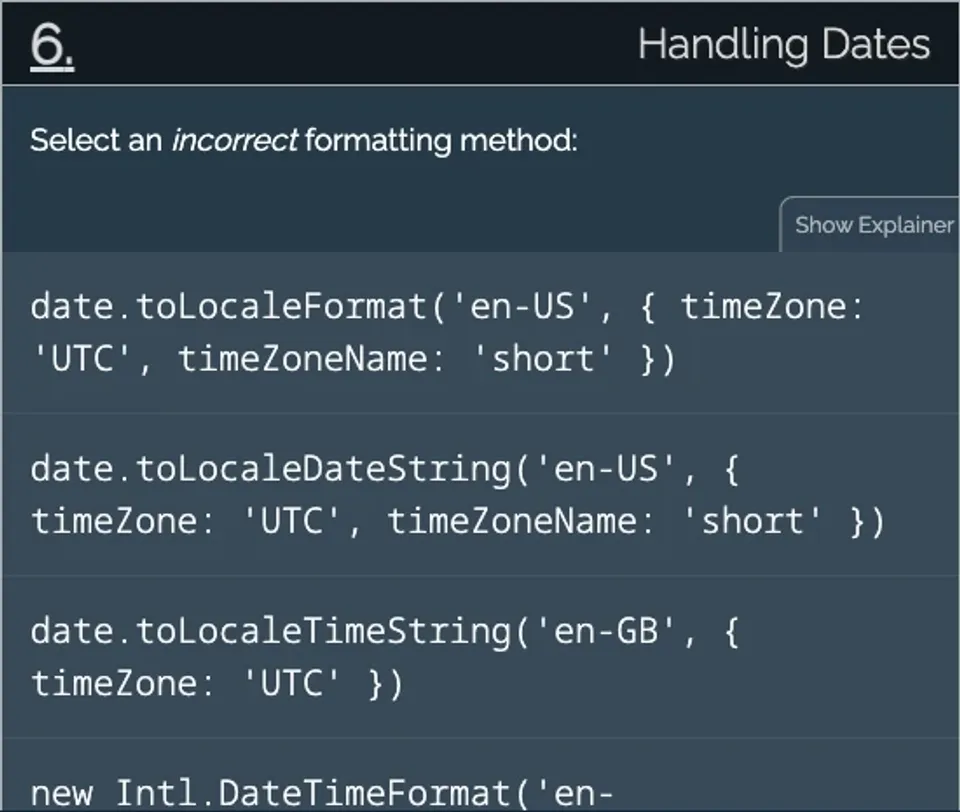 6.
Handling Dates
Select an incorrect formatting method:
Show Explainer
date.toLocaleFormat('en-US', { timeZone:
'UTC', timeZoneName: 'short' })
date.toLocaleDateString('en-US', {
timeZone: 'UTC', timeZoneName: 'short' })
date.toLocaleTimeString('en-GB', {
timeZone: 'UTC' })
new Intl.DateTimeFormat('en-